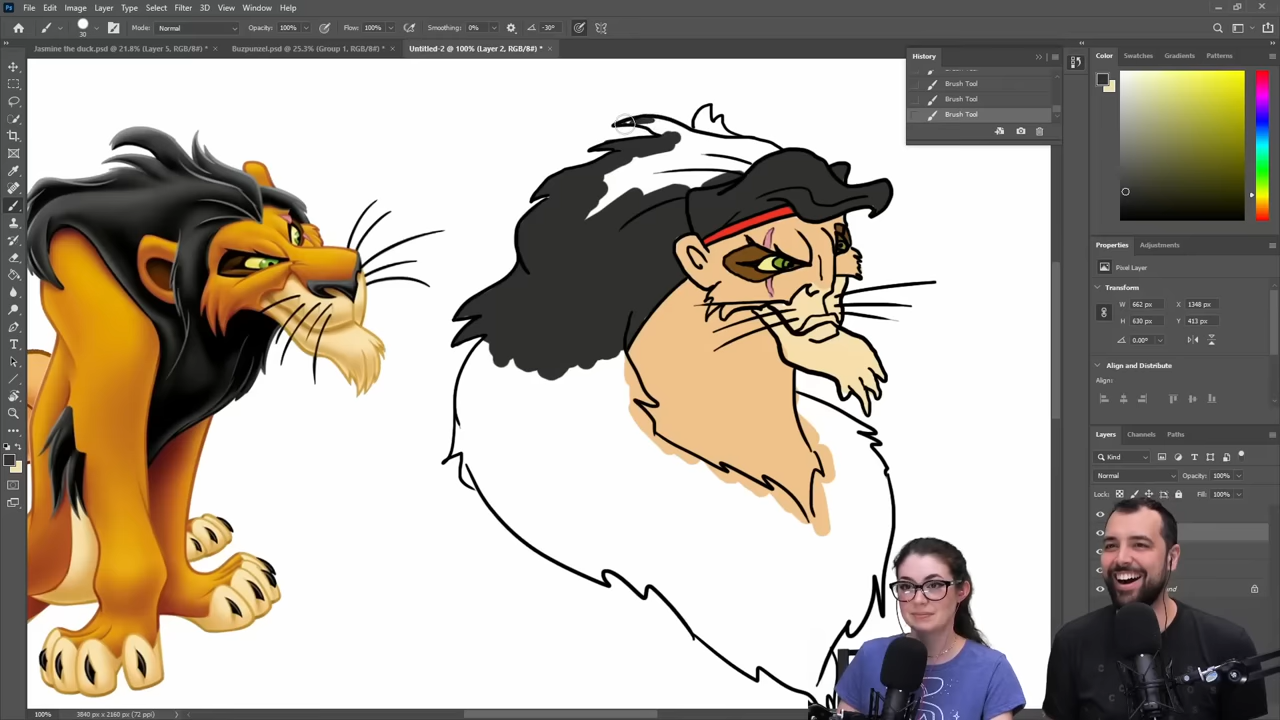 File Edit Image Layer Type Select Filter 3D View Window Help
30 Mode: Normal Opacity: 100% Flow: 100% Smoothing: 0% -30°
Jasmine the duck.psd @ 21.8% (Layer 5, RGB/8#) * × Buzpunzel.psd @ 25.3% (Group 1, RGB/8#) * × Untitled-2 @ 100% (Layer 2, RGB/8#) * ×
History
Brush Tool
Brush Tool
Brush Tool
Color Swatches Gradients Patterns
Properties Adjustments
Pixel Layer
Transform
W: 662 px X: 1348 px
H: 630 px Y: 413 px
0.00°
Align and Distribute
Align:
Layers Channels Paths
Kind
Normal Opacity: 100%
Lock: Fill: 100%
100% 3840 px x 2160 px (72 ppi)